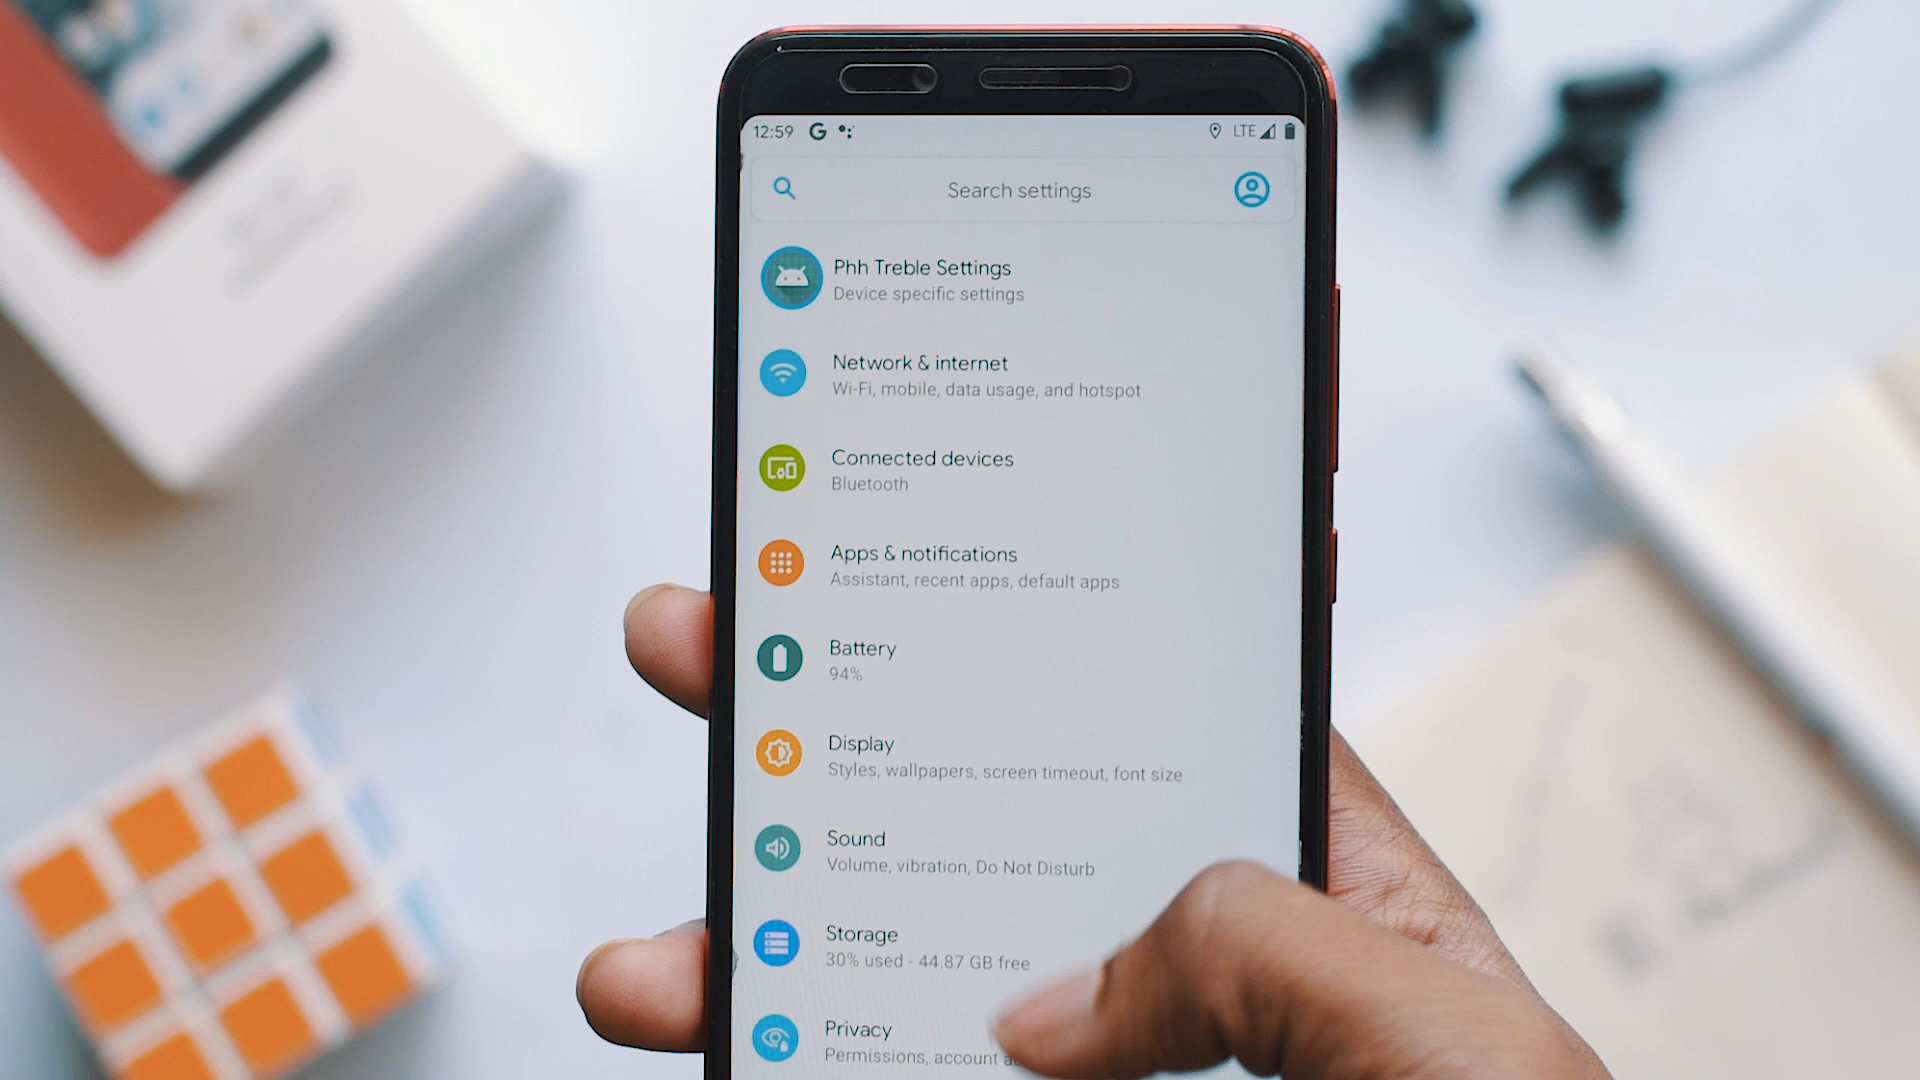 12:59 G LTE
Search settings
Phh Treble Settings
Device specific settings
Network & internet
Wi-Fi, mobile, data usage, and hotspot
Connected devices
Bluetooth
Apps & notifications
Assistant, recent apps, default apps
Battery
94%
Display
Styles, wallpapers, screen timeout, font size
Sound
Volume, vibration, Do Not Disturb
Storage
30% used - 44.87 GB free
Privacy
Permissions, account